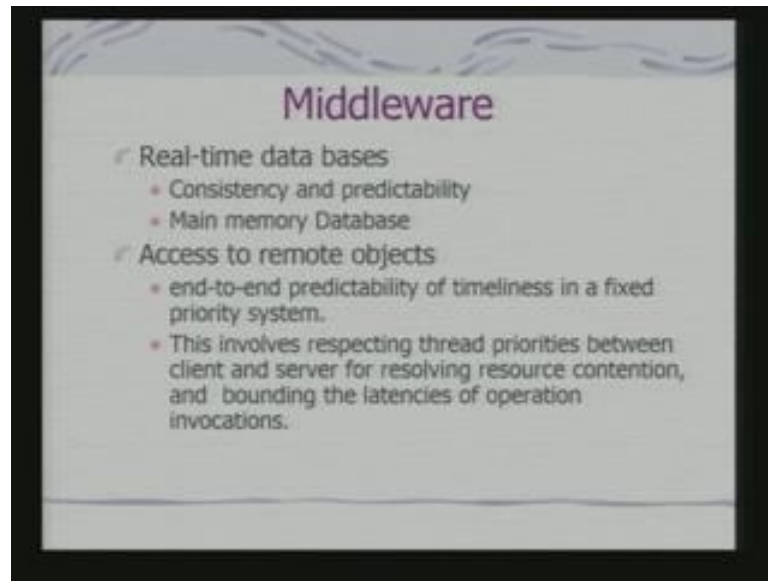 Middleware
Real-time data bases
Consistency and predictability
Main memory Database
Access to remote objects
end-to-end predictability of timeliness in a fixed
priority system.
This involves respecting thread priorities between
client and server for resolving resource contention,
and bounding the latencies of operation
invocations.